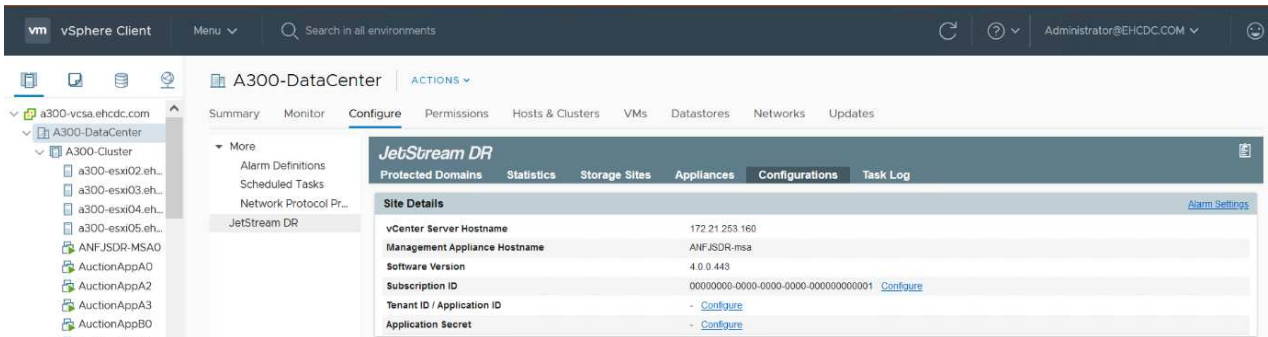 vm vSphere Client Menu Search in all environments Administrator@EHCDC.COM
A300-DataCenter ACTIONS
a300-vcsa.ehcdc.com
A300-DataCenter
A300-Cluster
a300-esxi02.eh...
a300-esxi03.eh...
a300-esxi04.eh...
a300-esxi05.eh...
ANFJSDR-MSA0
AuctionAppA0
AuctionAppA2
AuctionAppA3
AuctionAppB0
Summary Monitor Configure Permissions Hosts & Clusters VMs Datastores Networks Updates
More
Alarm Definitions
Scheduled Tasks
Network Protocol Pr...
JetStream DR
JetStream DR
Protected Domains Statistics Storage Sites Appliances Configurations Task Log
Site Details Alarm Settings
vCenter Server Hostname 172.21.253.160
Management Appliance Hostname ANFJSDR-msa
Software Version 4.0.0.443
Subscription ID 00000000-0000-0000-0000-000000000001 Configure
Tenant ID / Application ID - Configure
Application Secret - Configure